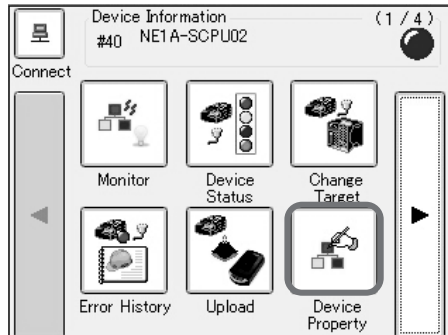 Device Information
(1/4)
#40 NE1A-SCPU02
Connect
Monitor
Device
Status
Change
Target
Error History
Upload
Device
Property